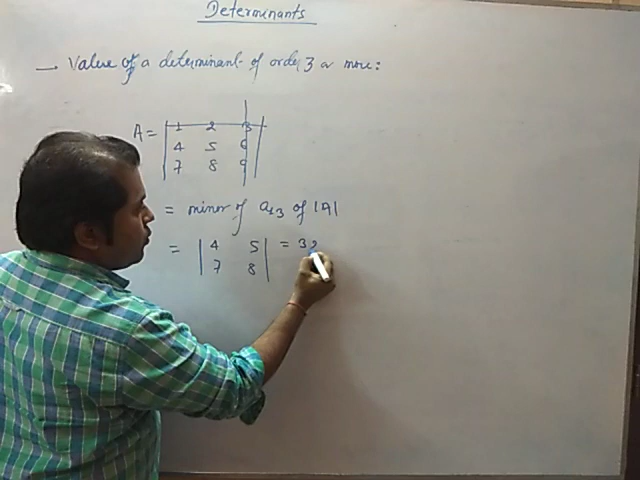 Determinants
— Value of a determinant of order 3 or more:
A = | 1 2 3 |
| 4 5 6 |
| 7 8 9 |
= minor of a₁₃ of |A|
= | 4 5 | = 32
| 7 8 |